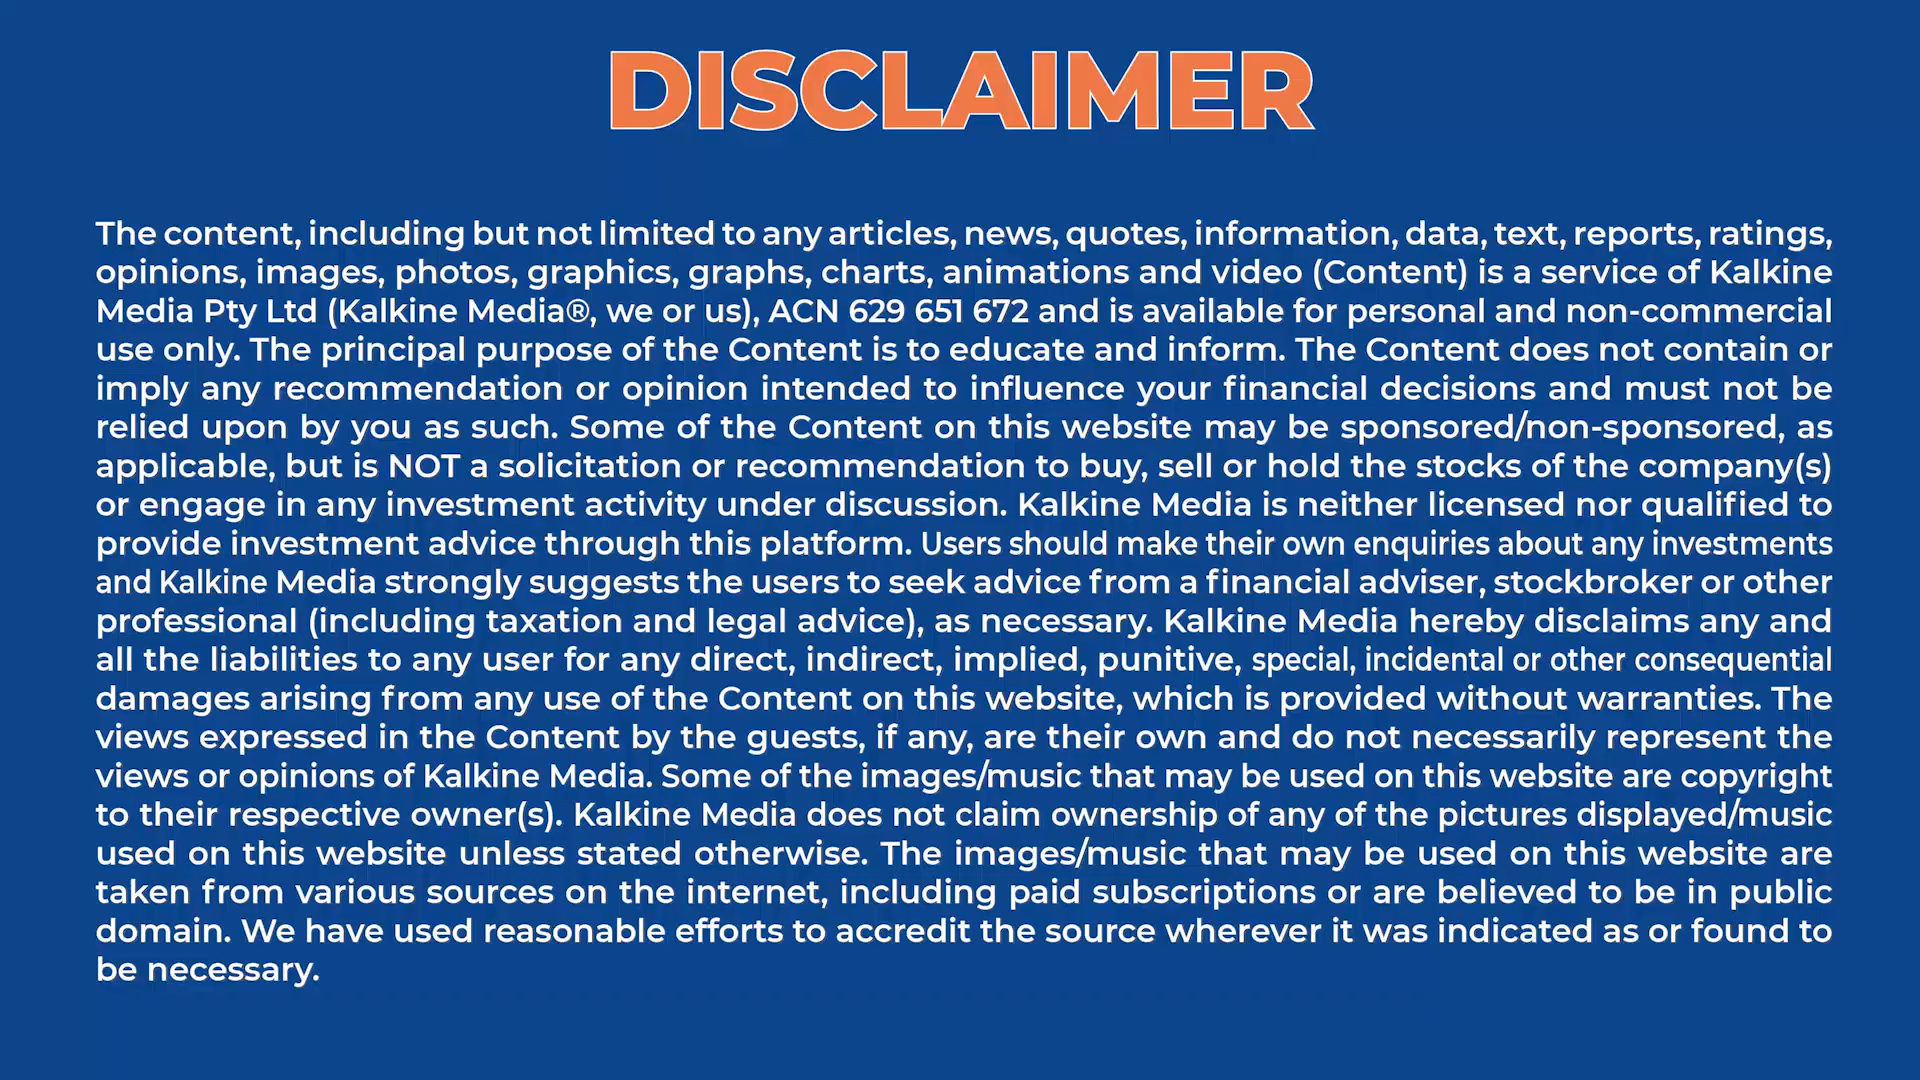 DISCLAIMER
The content, including but not limited to any articles, news, quotes, information, data, text, reports, ratings,
opinions, images, photos, graphics, graphs, charts, animations and video (Content) is a service of Kalkine
Media Pty Ltd (Kalkine Media®, we or us), ACN 629 651 672 and is available for personal and non-commercial
use only. The principal purpose of the Content is to educate and inform. The Content does not contain or
imply any recommendation or opinion intended to influence your financial decisions and must not be
relied upon by you as such. Some of the Content on this website may be sponsored/non-sponsored, as
applicable, but is NOT a solicitation or recommendation to buy, sell or hold the stocks of the company(s)
or engage in any investment activity under discussion. Kalkine Media is neither licensed nor qualified to
provide investment advice through this platform. Users should make their own enquiries about any investments
and Kalkine Media strongly suggests the users to seek advice from a financial adviser, stockbroker or other
professional (including taxation and legal advice), as necessary. Kalkine Media hereby disclaims any and
all the liabilities to any user for any direct, indirect, implied, punitive, special, incidental or other consequential
damages arising from any use of the Content on this website, which is provided without warranties. The
views expressed in the Content by the guests, if any, are their own and do not necessarily represent the
views or opinions of Kalkine Media. Some of the images/music that may be used on this website are copyright
to their respective owner(s). Kalkine Media does not claim ownership of any of the pictures displayed/music
used on this website unless stated otherwise. The images/music that may be used on this website are
taken from various sources on the internet, including paid subscriptions or are believed to be in public
domain. We have used reasonable efforts to accredit the source wherever it was indicated as or found to
be necessary.